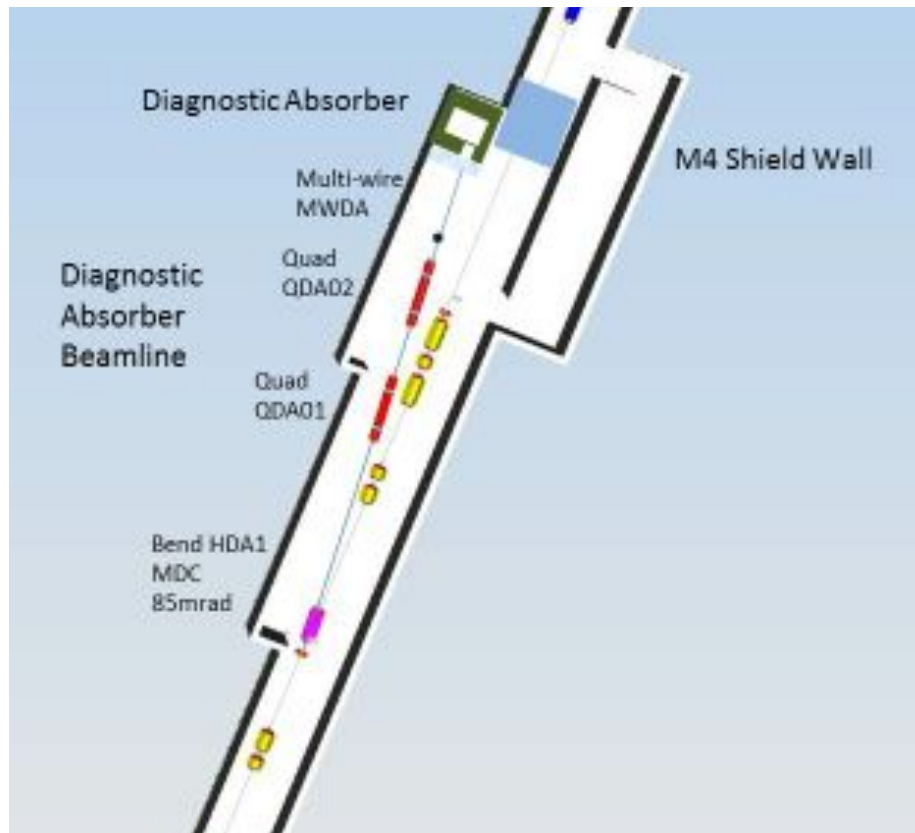 Diagnostic Absorber
M4 Shield Wall
Multi-wire
MWDA
Quad
QDA02
Diagnostic
Absorber
Beamline
Quad
QDA01
Bend HDA1
MDC
85mrad